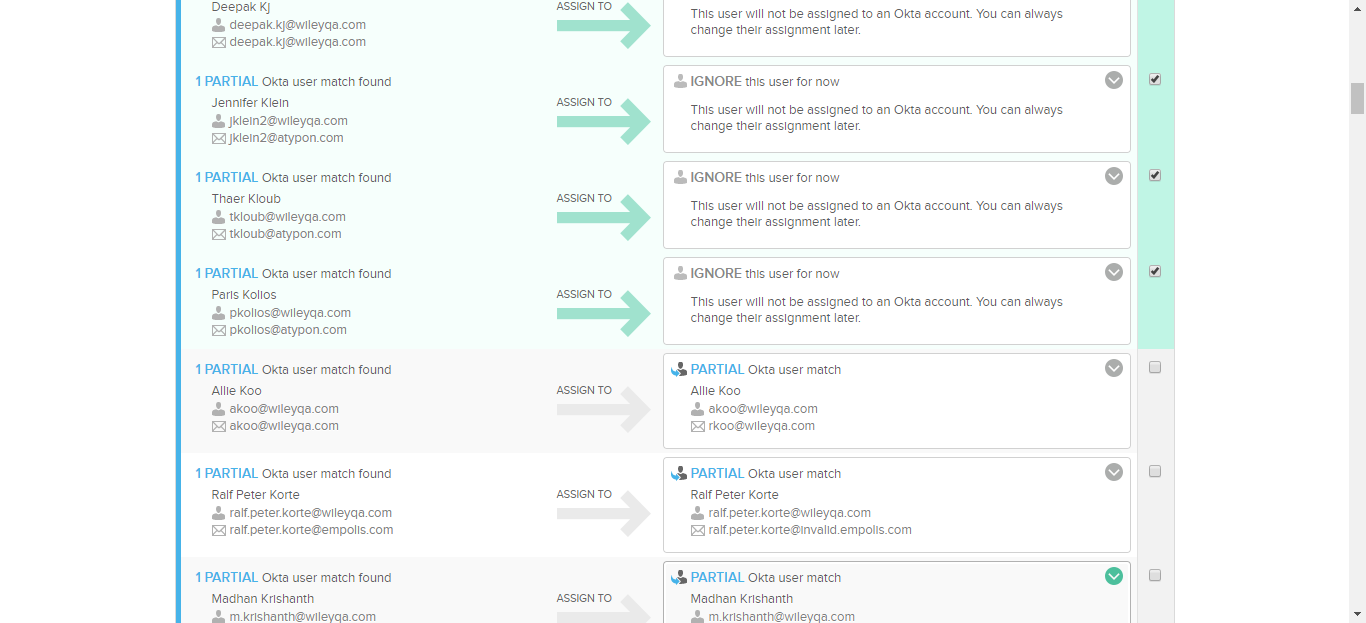 Deepak Kj
deepak.kj@wileyqa.com
deepak.kj@wileyqa.com
ASSIGN TO
This user will not be assigned to an Okta account. You can always
change their assignment later.
1 PARTIAL Okta user match found
Jennifer Klein
jklein2@wileyqa.com
jklein2@atypon.com
ASSIGN TO
IGNORE this user for now
This user will not be assigned to an Okta account. You can always
change their assignment later.
1 PARTIAL Okta user match found
Thaer Kloub
tkloub@wileyqa.com
tkloub@atypon.com
ASSIGN TO
IGNORE this user for now
This user will not be assigned to an Okta account. You can always
change their assignment later.
1 PARTIAL Okta user match found
Paris Kolios
pkolios@wileyqa.com
pkolios@atypon.com
ASSIGN TO
IGNORE this user for now
This user will not be assigned to an Okta account. You can always
change their assignment later.
1 PARTIAL Okta user match found
Allie Koo
akoo@wileyqa.com
akoo@wileyqa.com
ASSIGN TO
PARTIAL Okta user match
Allie Koo
akoo@wileyqa.com
rkoo@wileyqa.com
1 PARTIAL Okta user match found
Ralf Peter Korte
ralf.peter.korte@wileyqa.com
ralf.peter.korte@empolis.com
ASSIGN TO
PARTIAL Okta user match
Ralf Peter Korte
ralf.peter.korte@wileyqa.com
ralf.peter.korte@invalid.empolis.com
1 PARTIAL Okta user match found
Madhan Krishanth
m.krishanth@wileyqa.com
ASSIGN TO
PARTIAL Okta user match
Madhan Krishanth
m.krishanth@wileyqa.com